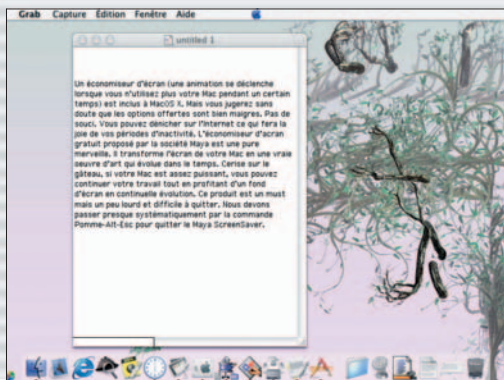 Grab Capture Édition Fenêtre Aide
untitled 1
Un économiseur d'écran (une animation se déclenche
lorsque vous n'utilisez plus votre Mac pendant un certain
temps) est inclus à MacOS X. Mais vous jugerez sans
doute que les options offertes sont bien maigres. Pas de
souci. Vous pouvez dénicher sur l'Internet ce qui fera la
joie de vos périodes d'inactivité. L'économiseur d'acran
gratuit proposé par la société Maya est une pure
merveille. Il transforme l'écran de votre Mac en une vraie
oeuvre d'art qui évolue dans le temps. Cerise sur le
gâteau, si votre Mac est assez puissant, vous pouvez
continuer votre travail tout en profitant d'un fond
d'écran en continuelle évolution. Ce produit est un must
mais un peu lourd et difficile à quitter. Nous devons
passer presque systématiquement par la commande
Pomme-Alt-Esc pour quitter le Maya ScreenSaver.